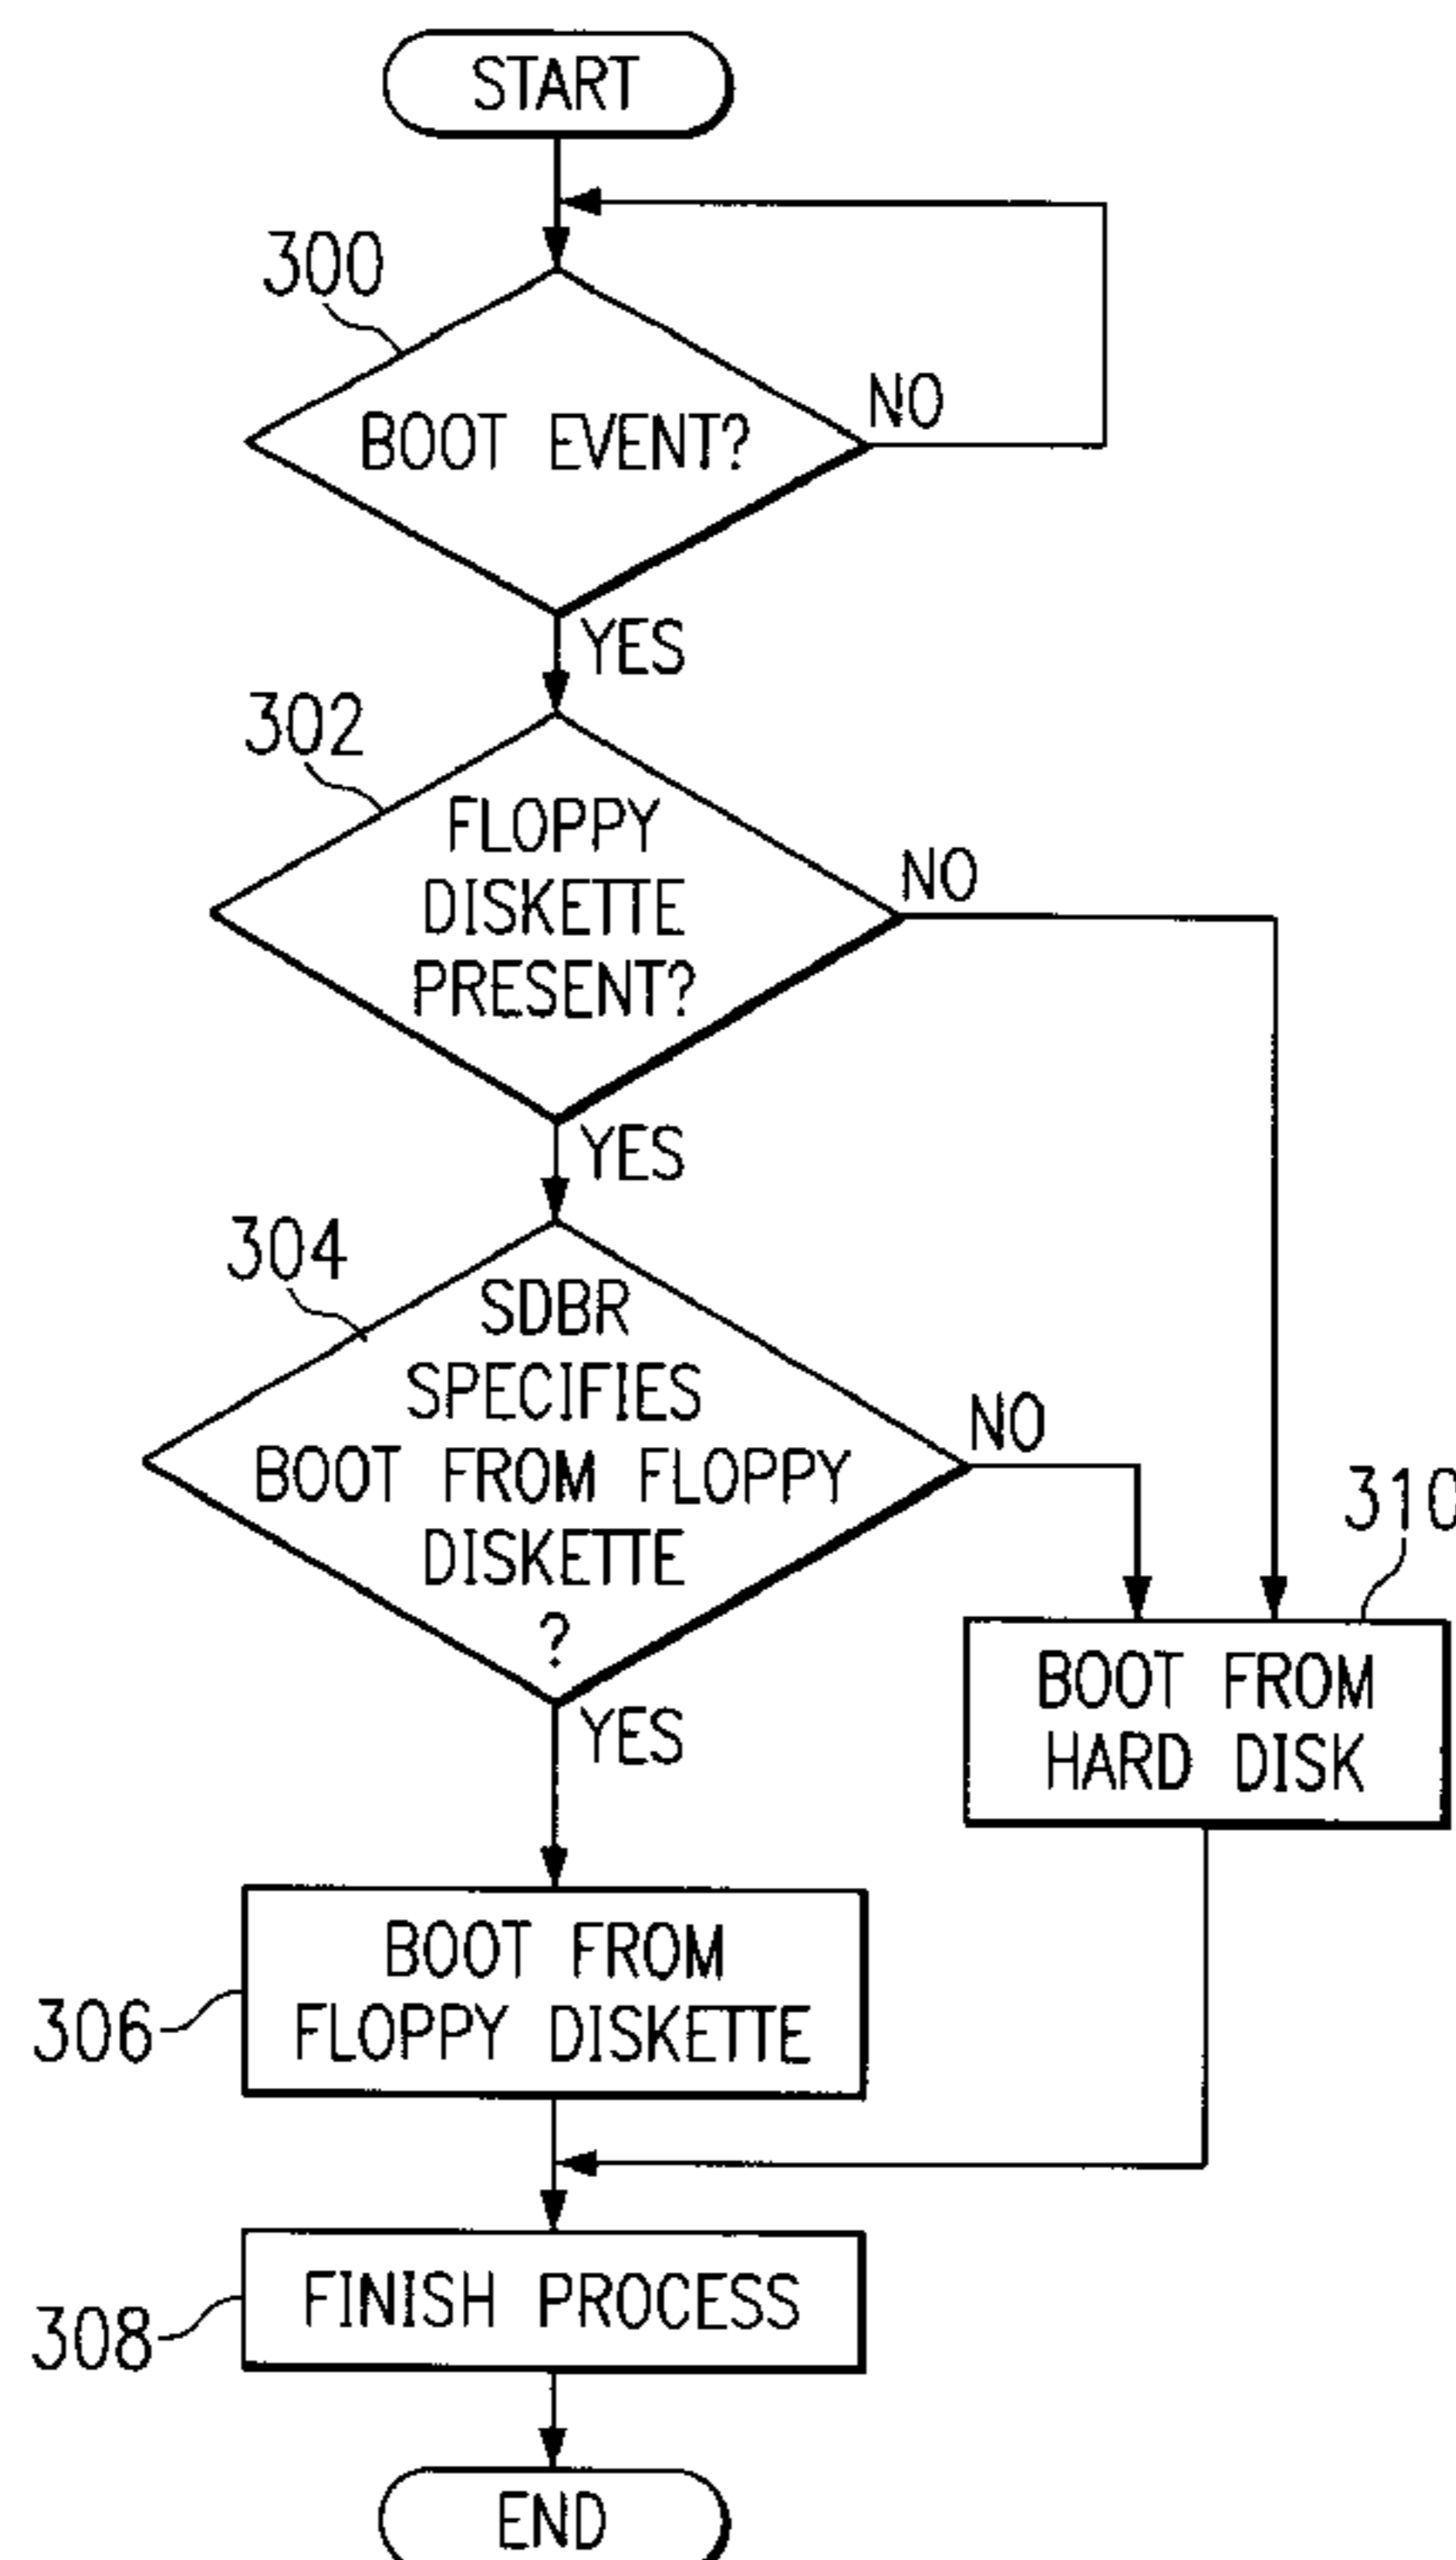 START
300
BOOT EVENT?
NO
YES
302
FLOPPY
DISKETTE
PRESENT?
NO
YES
304
SDBR
SPECIFIES
BOOT FROM FLOPPY
DISKETTE
?
NO
YES
310
BOOT FROM
HARD DISK
306
BOOT FROM
FLOPPY DISKETTE
308
FINISH PROCESS
END